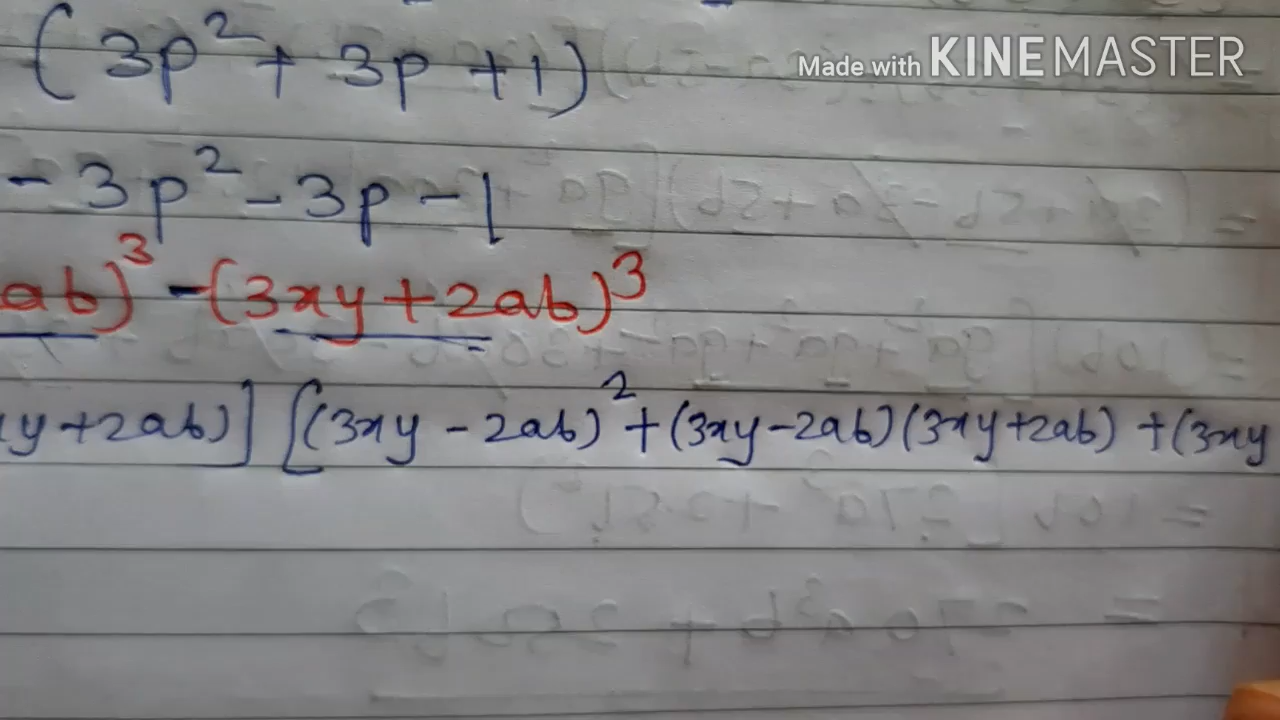 (3p² + 3p + 1)
Made with KINEMASTER
- 3p² - 3p - 1
ab)³ - (3xy + 2ab)³
y + 2ab)] [(3xy - 2ab)² + (3xy - 2ab)(3xy + 2ab) + (3xy